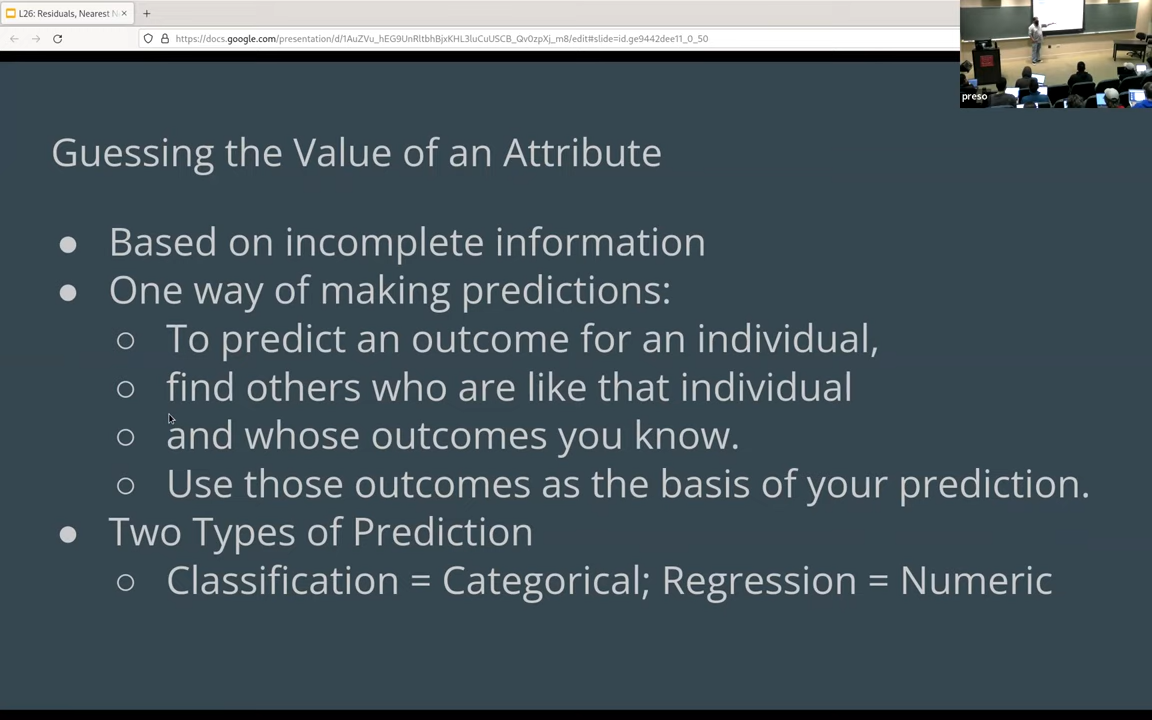 L26: Residuals, Nearest N
https://docs.google.com/presentation/d/1AuZVu_hEG9UnRltbhBjxKHL3luCuUSCB_Qv0zpXj_m8/edit#slide=id.ge9442dee11_0_50
preso
Guessing the Value of an Attribute
● Based on incomplete information
● One way of making predictions:
○ To predict an outcome for an individual,
○ find others who are like that individual
○ and whose outcomes you know.
○ Use those outcomes as the basis of your prediction.
● Two Types of Prediction
○ Classification = Categorical; Regression = Numeric